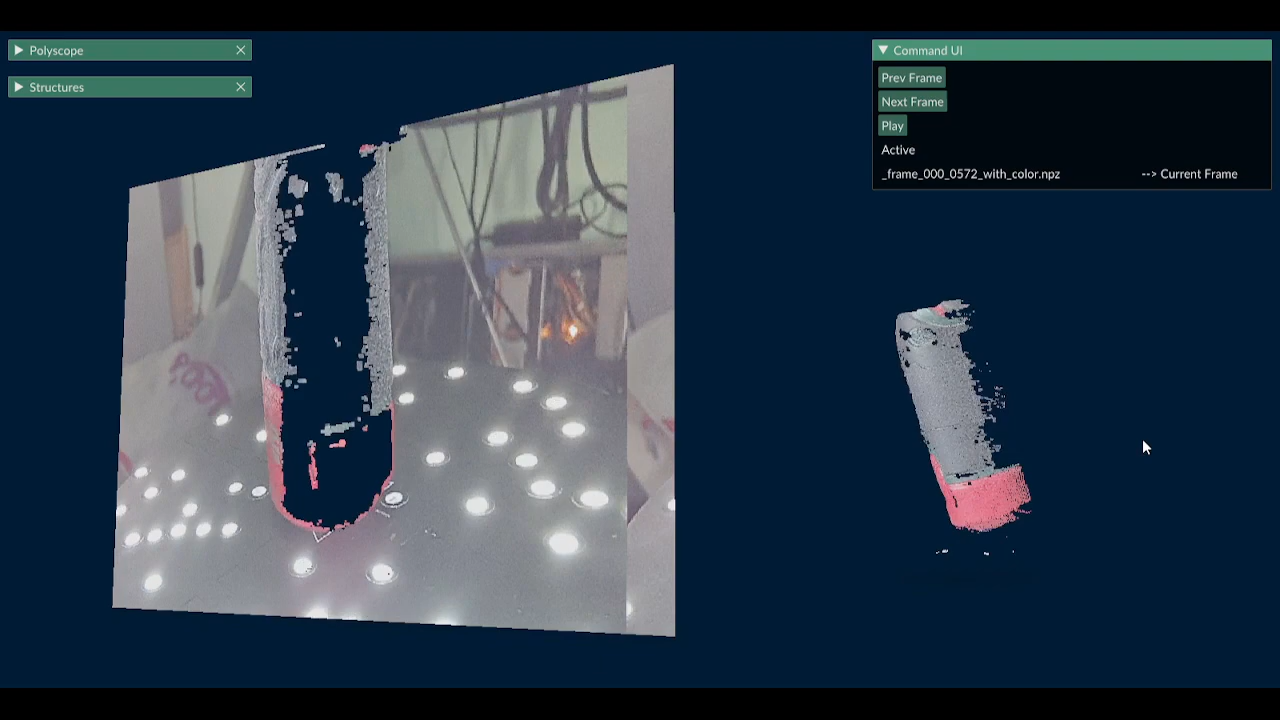 Polyscope
Structures
Command UI
Prev Frame
Next Frame
Play
Active
_frame_000_0572_with_color.npz --> Current Frame